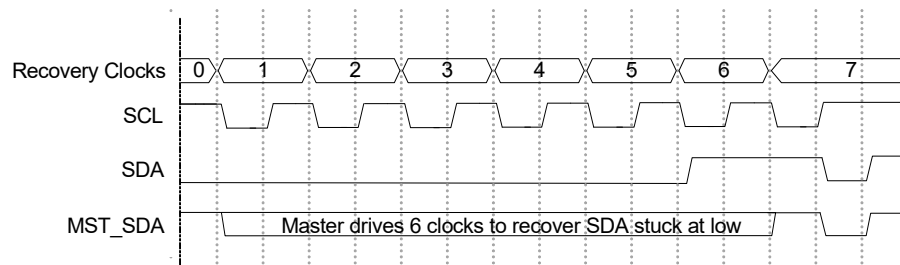 Recovery Clocks 0 1 2 3 4 5 6 7
SCL
SDA
MST_SDA Master drives 6 clocks to recover SDA stuck at low